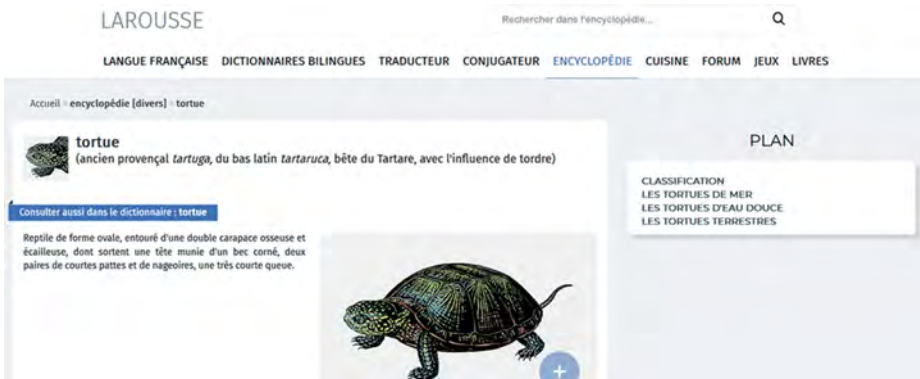 LAROUSSE
Rechercher dans l'encyclopédie...
LANGUE FRANÇAISE DICTIONNAIRES BILINGUES TRADUCTEUR CONJUGATEUR ENCYCLOPÉDIE CUISINE FORUM JEUX LIVRES
Accueil > encyclopédie [divers] > tortue
tortue
(ancien provençal tartuga, du bas latin tartaruca, bête du Tartare, avec l'influence de tordre)
Consulter aussi dans le dictionnaire : tortue
Reptile de forme ovale, entouré d'une double carapace osseuse et
écailleuse, dont sortent une tête munie d'un bec corné, deux
paires de courtes pattes et de nageoires, une très courte queue.
PLAN
CLASSIFICATION
LES TORTUES DE MER
LES TORTUES D'EAU DOUCE
LES TORTUES TERRESTRES